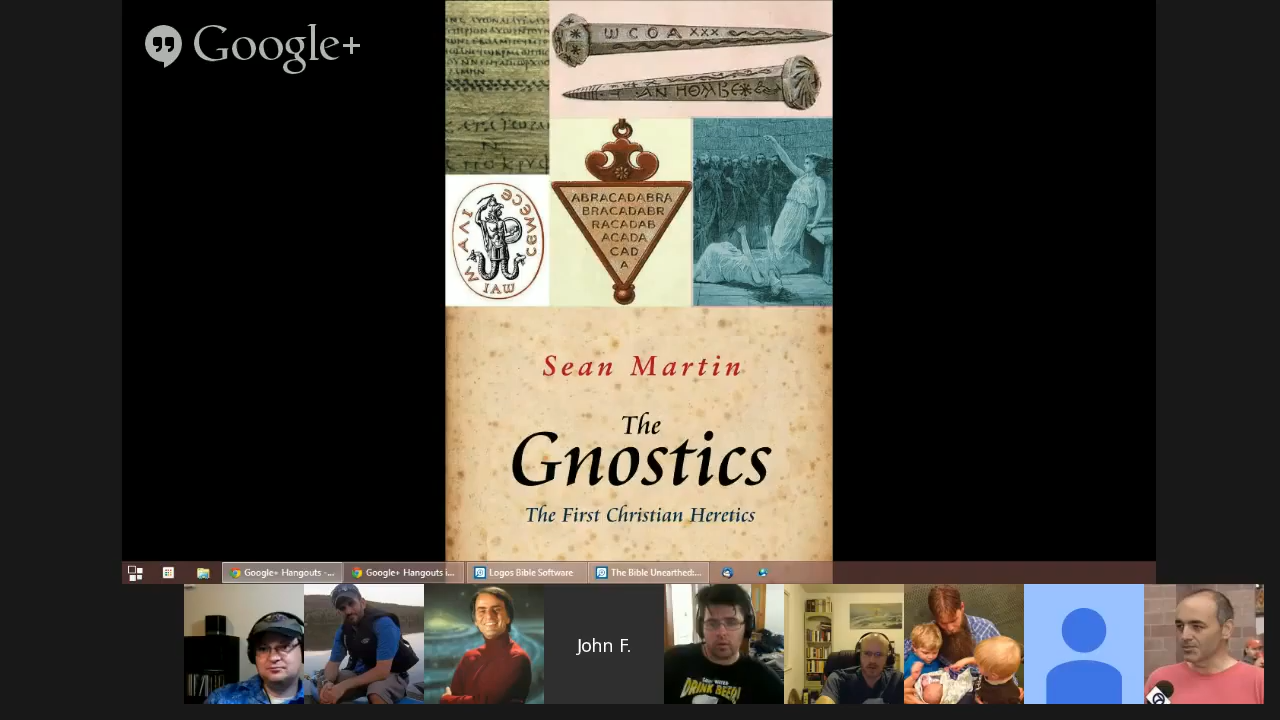 Google+
W C O A X X X
ABRACADABRA
BRACADABR
RACADAB
ACADA
CAD
A
IAW
Sean Martin
The
Gnostics
The First Christian Heretics
Google+ Hangouts -...
Google+ Hangouts i...
Logos Bible Software
The Bible Unearthed:...
John F.
DRINK BEER!